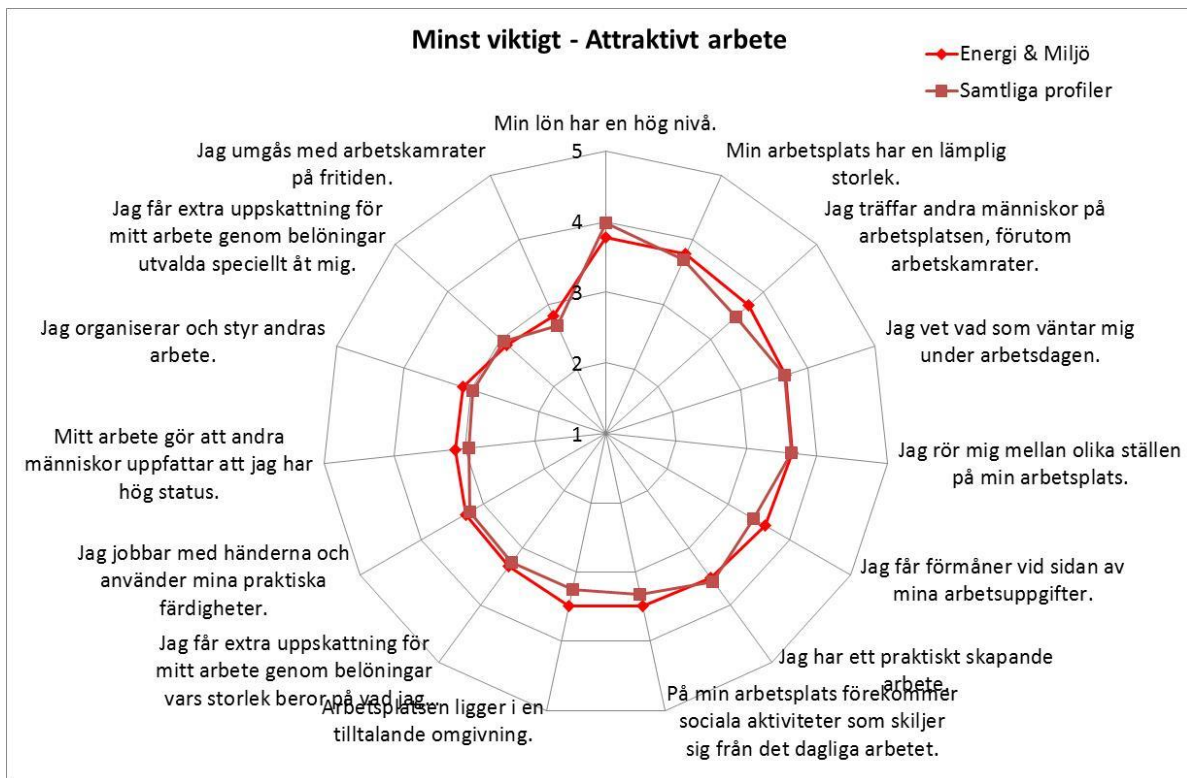 Minst viktigt - Attraktivt arbete
Energi & Miljö
Samtliga profiler
Min lön har en hög nivå.
Min arbetsplats har en lämplig
storlek.
Jag träffar andra människor på
arbetsplatsen, förutom
arbetskamrater.
Jag vet vad som väntar mig
under arbetsdagen.
Jag rör mig mellan olika ställen
på min arbetsplats.
Jag får förmåner vid sidan av
mina arbetsuppgifter.
Jag har ett praktiskt skapande
arbete.
På min arbetsplats förekommer
sociala aktiviteter som skiljer
sig från det dagliga arbetet.
Arbetsplatsen ligger i en
tilltalande omgivning.
Jag får extra uppskattning för
mitt arbete genom belöningar
vars storlek beror på vad jag...
Jag jobbar med händerna och
använder mina praktiska
färdigheter.
Mitt arbete gör att andra
människor uppfattar att jag har
hög status.
Jag organiserar och styr andras
arbete.
Jag får extra uppskattning för
mitt arbete genom belöningar
utvalda speciellt åt mig.
Jag umgås med arbetskamrater
på fritiden.
5
4
3
2
1